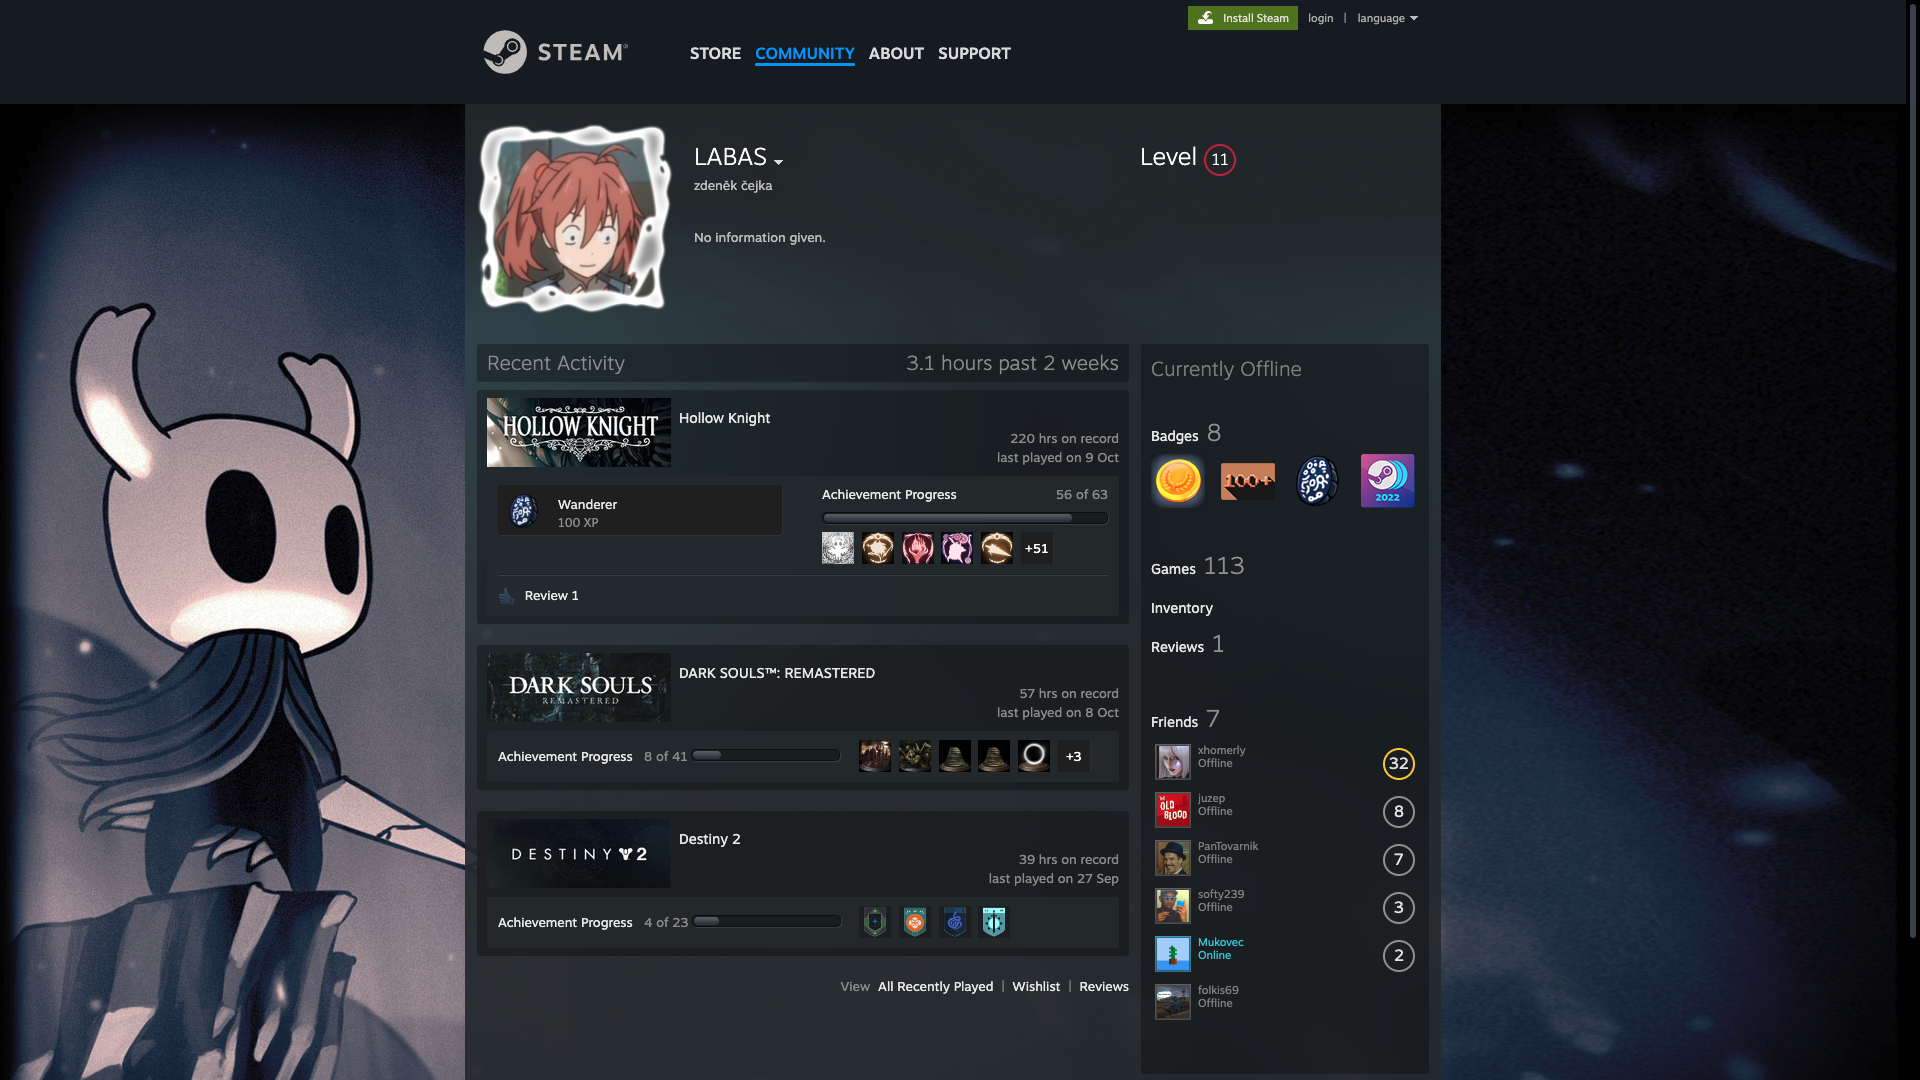 Install Steam
login | language
STEAM®
STORE COMMUNITY ABOUT SUPPORT
LABAS
zdeněk čejka
No information given.
Level 11
Recent Activity
3.1 hours past 2 weeks
HOLLOW KNIGHT
Hollow Knight
220 hrs on record
last played on 9 Oct
Wanderer
100 XP
Achievement Progress 56 of 63
100+
+51
Review 1
DARK SOULS
REMASTERED
DARK SOULS™: REMASTERED
57 hrs on record
last played on 8 Oct
Achievement Progress 8 of 41
+3
DESTINY 2
Destiny 2
39 hrs on record
last played on 27 Sep
Achievement Progress 4 of 23
View All Recently Played | Wishlist | Reviews
Currently Offline
Badges 8
2022
Games 113
Inventory
Reviews 1
Friends 7
xhomerly
Offline
32
THE OLD BLOOD
juzep
Offline
8
PanTovarnik
Offline
7
softy239
Offline
3
Mukovec
Online
2
folkis69
Offline